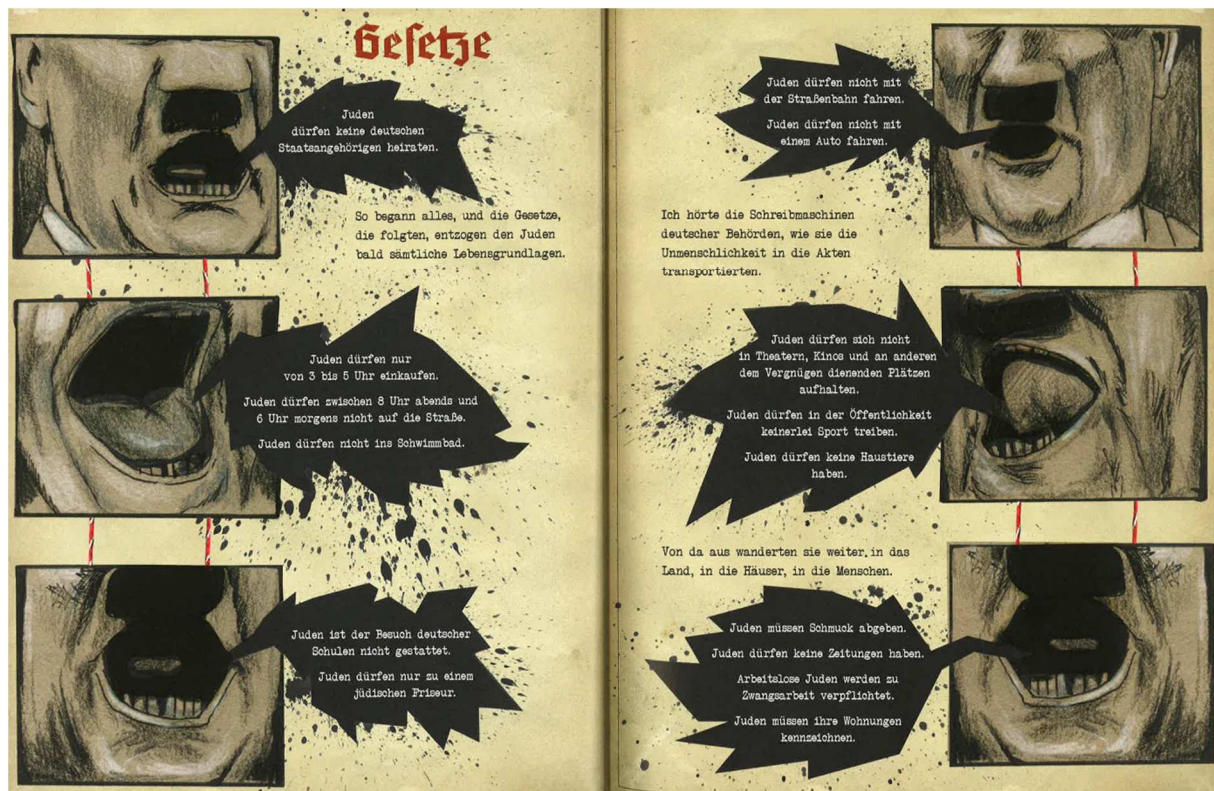 Gesetze
Juden
dürfen keine deutschen
Staatsangehörigen heiraten.
So begann alles, und die Gesetze,
die folgten, entzogen den Juden
bald sämtliche Lebensgrundlagen.
Juden dürfen nur
von 3 bis 5 Uhr einkaufen.
Juden dürfen zwischen 8 Uhr abends und
6 Uhr morgens nicht auf die Straße.
Juden dürfen nicht ins Schwimmbad.
Juden ist der Besuch deutscher
Schulen nicht gestattet.
Juden dürfen nur zu einem
jüdischen Friseur.
Juden dürfen nicht mit
der Straßenbahn fahren.
Juden dürfen nicht mit
einem Auto fahren.
Ich hörte die Schreibmaschinen
deutscher Behörden, wie sie die
Unmenschlichkeit in die Akten
transportierten.
Juden dürfen sich nicht
in Theatern, Kinos und an anderen
dem Vergnügen dienenden Plätzen
aufhalten.
Juden dürfen in der Öffentlichkeit
keinerlei Sport treiben.
Juden dürfen keine Haustiere
haben.
Von da aus wanderten sie weiter, in das
Land, in die Häuser, in die Menschen.
Juden müssen Schmuck abgeben.
Juden dürfen keine Zeitungen haben.
Arbeitslose Juden werden zu
Zwangsarbeit verpflichtet.
Juden müssen ihre Wohnungen
kennzeichnen.